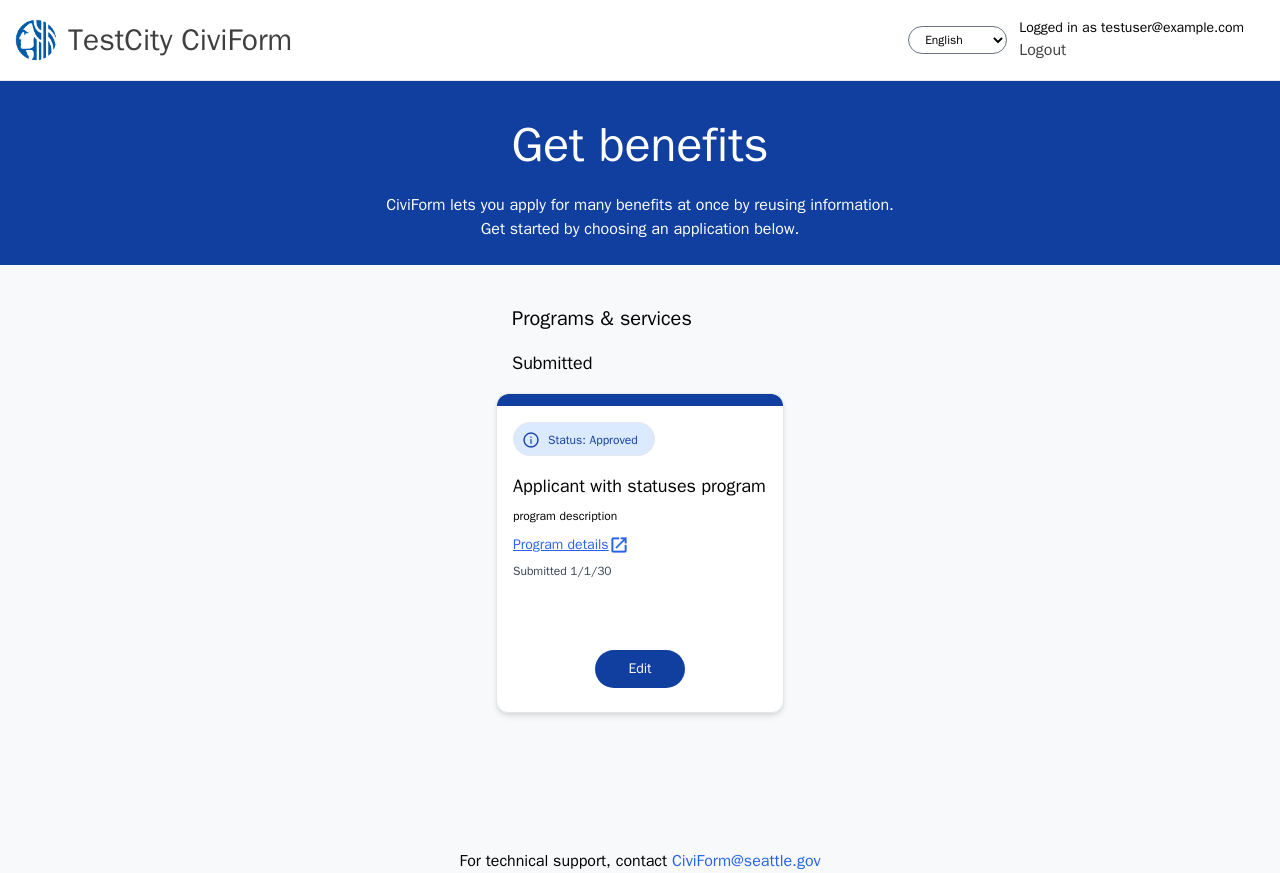 TestCity CiviForm
English
Logged in as testuser@example.com
Logout
Get benefits
CiviForm lets you apply for many benefits at once by reusing information.
Get started by choosing an application below.
Programs & services
Submitted
Status: Approved
Applicant with statuses program
program description
Program details
Submitted 1/1/30
Edit
For technical support, contact CiviForm@seattle.gov